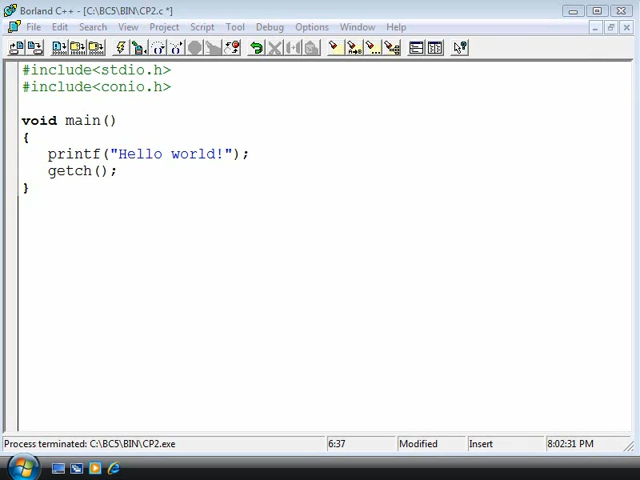 Borland C++ - [C:\BC5\BIN\CP2.c *]
File Edit Search View Project Script Tool Debug Options Window Help
#include<stdio.h>
#include<conio.h>
void main()
{
printf("Hello world!");
getch();
}
Process terminated: C:\BC5\BIN\CP2.exe 6:37 Modified Insert 8:02:31 PM